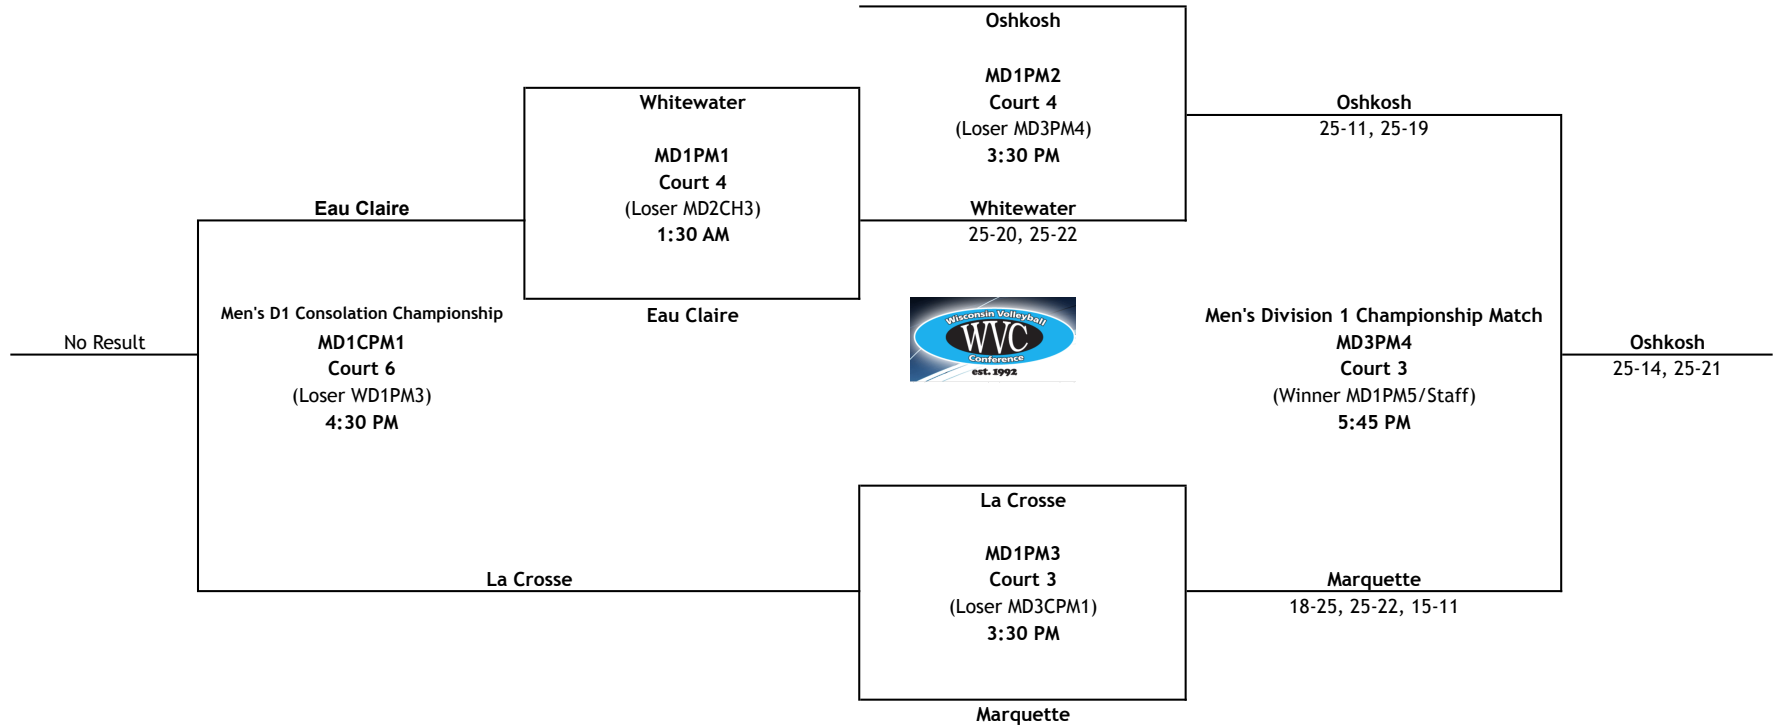 Oshkosh
MD1PM2
Court 4
(Loser MD3PM4)
3:30 PM
Whitewater
25-20, 25-22
Oshkosh
25-11, 25-19
Whitewater
MD1PM1
Court 4
(Loser MD2CH3)
1:30 AM
Eau Claire
Eau Claire
Men's D1 Consolation Championship
MD1CPM1
Court 6
(Loser WD1PM3)
4:30 PM
No Result
La Crosse
Wisconsin Volleyball
WVC
Conference
est. 1992
Men's Division 1 Championship Match
MD3PM4
Court 3
(Winner MD1PM5/Staff)
5:45 PM
Oshkosh
25-14, 25-21
La Crosse
MD1PM3
Court 3
(Loser MD3CPM1)
3:30 PM
Marquette
Marquette
18-25, 25-22, 15-11